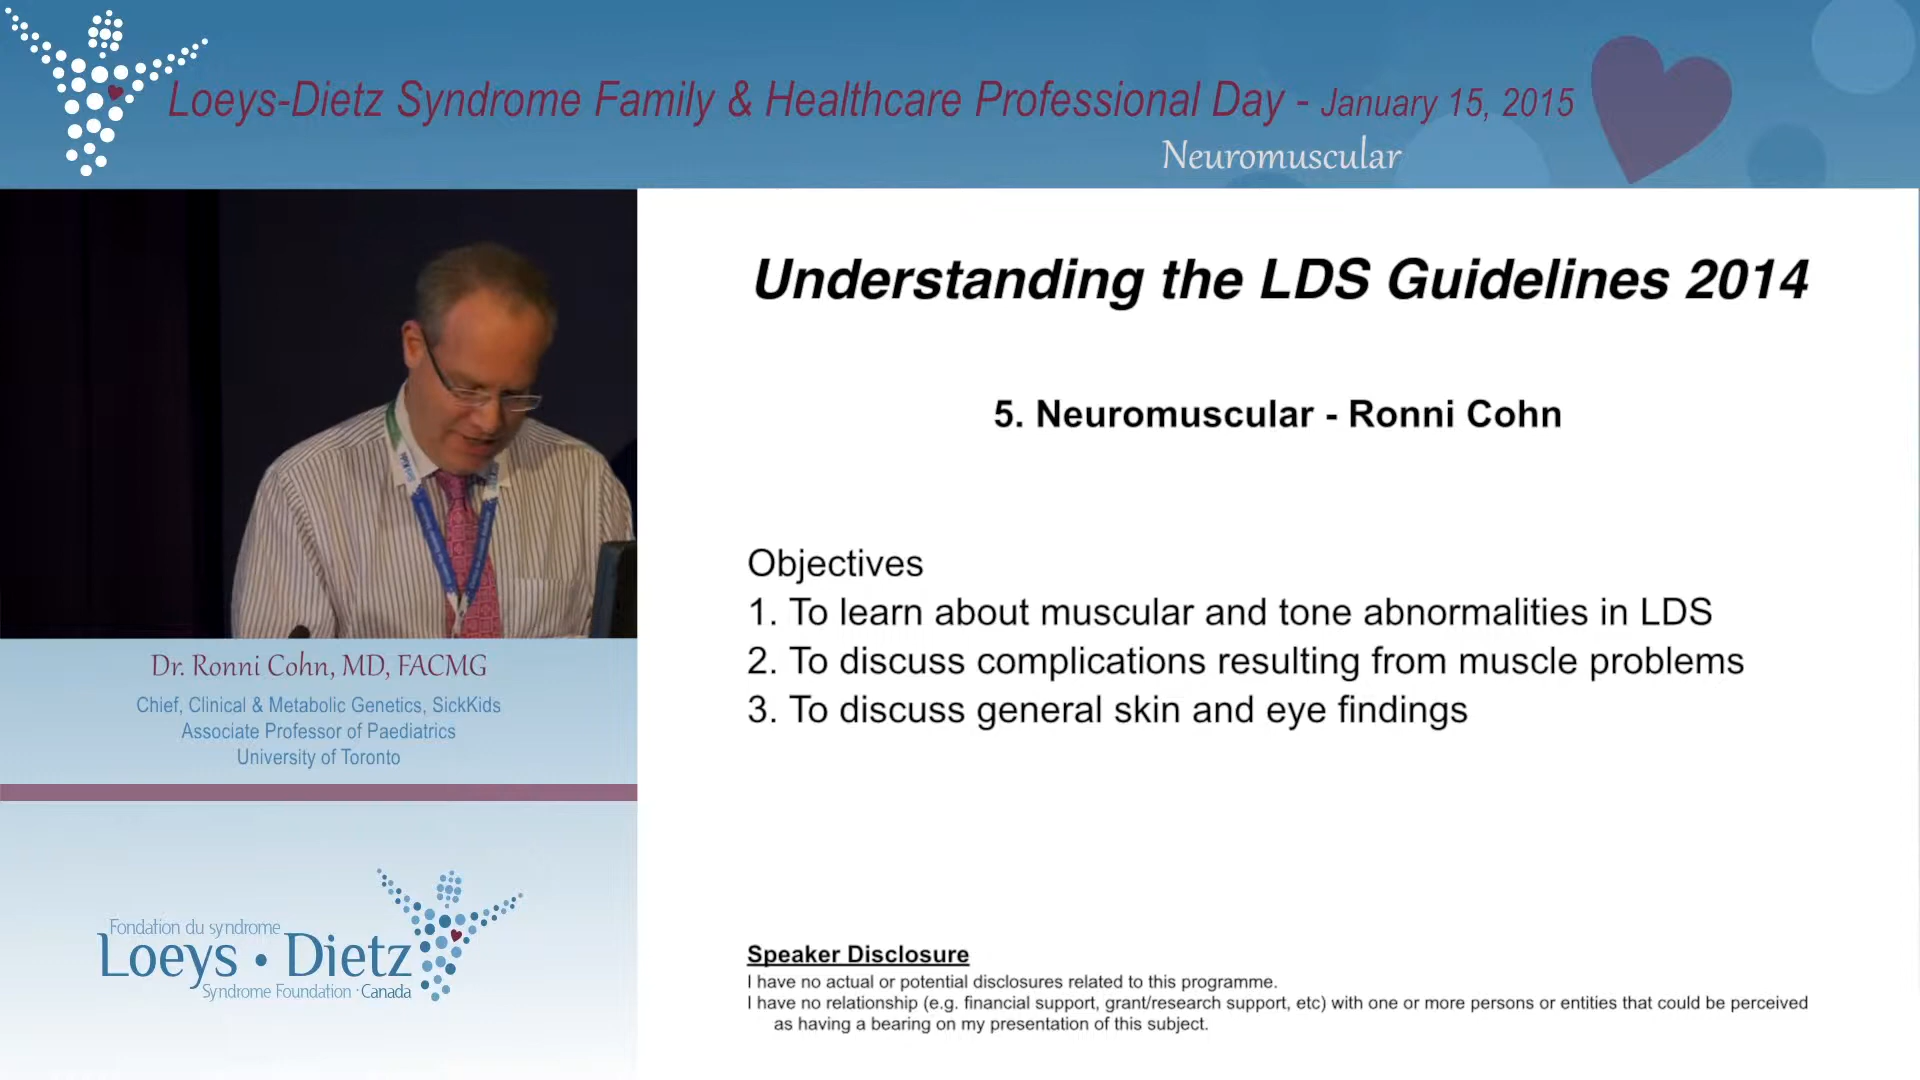 Loeys-Dietz Syndrome Family & Healthcare Professional Day - January 15, 2015
Neuromuscular
Understanding the LDS Guidelines 2014
5. Neuromuscular - Ronni Cohn
Objectives
1. To learn about muscular and tone abnormalities in LDS
2. To discuss complications resulting from muscle problems
3. To discuss general skin and eye findings
Speaker Disclosure
I have no actual or potential disclosures related to this programme.
I have no relationship (e.g. financial support, grant/research support, etc) with one or more persons or entities that could be perceived
as having a bearing on my presentation of this subject.
Dr. Ronni Cohn, MD, FACMG
Chief, Clinical & Metabolic Genetics, SickKids
Associate Professor of Paediatrics
University of Toronto
Fondation du syndrome
Loeys · Dietz
Syndrome Foundation · Canada